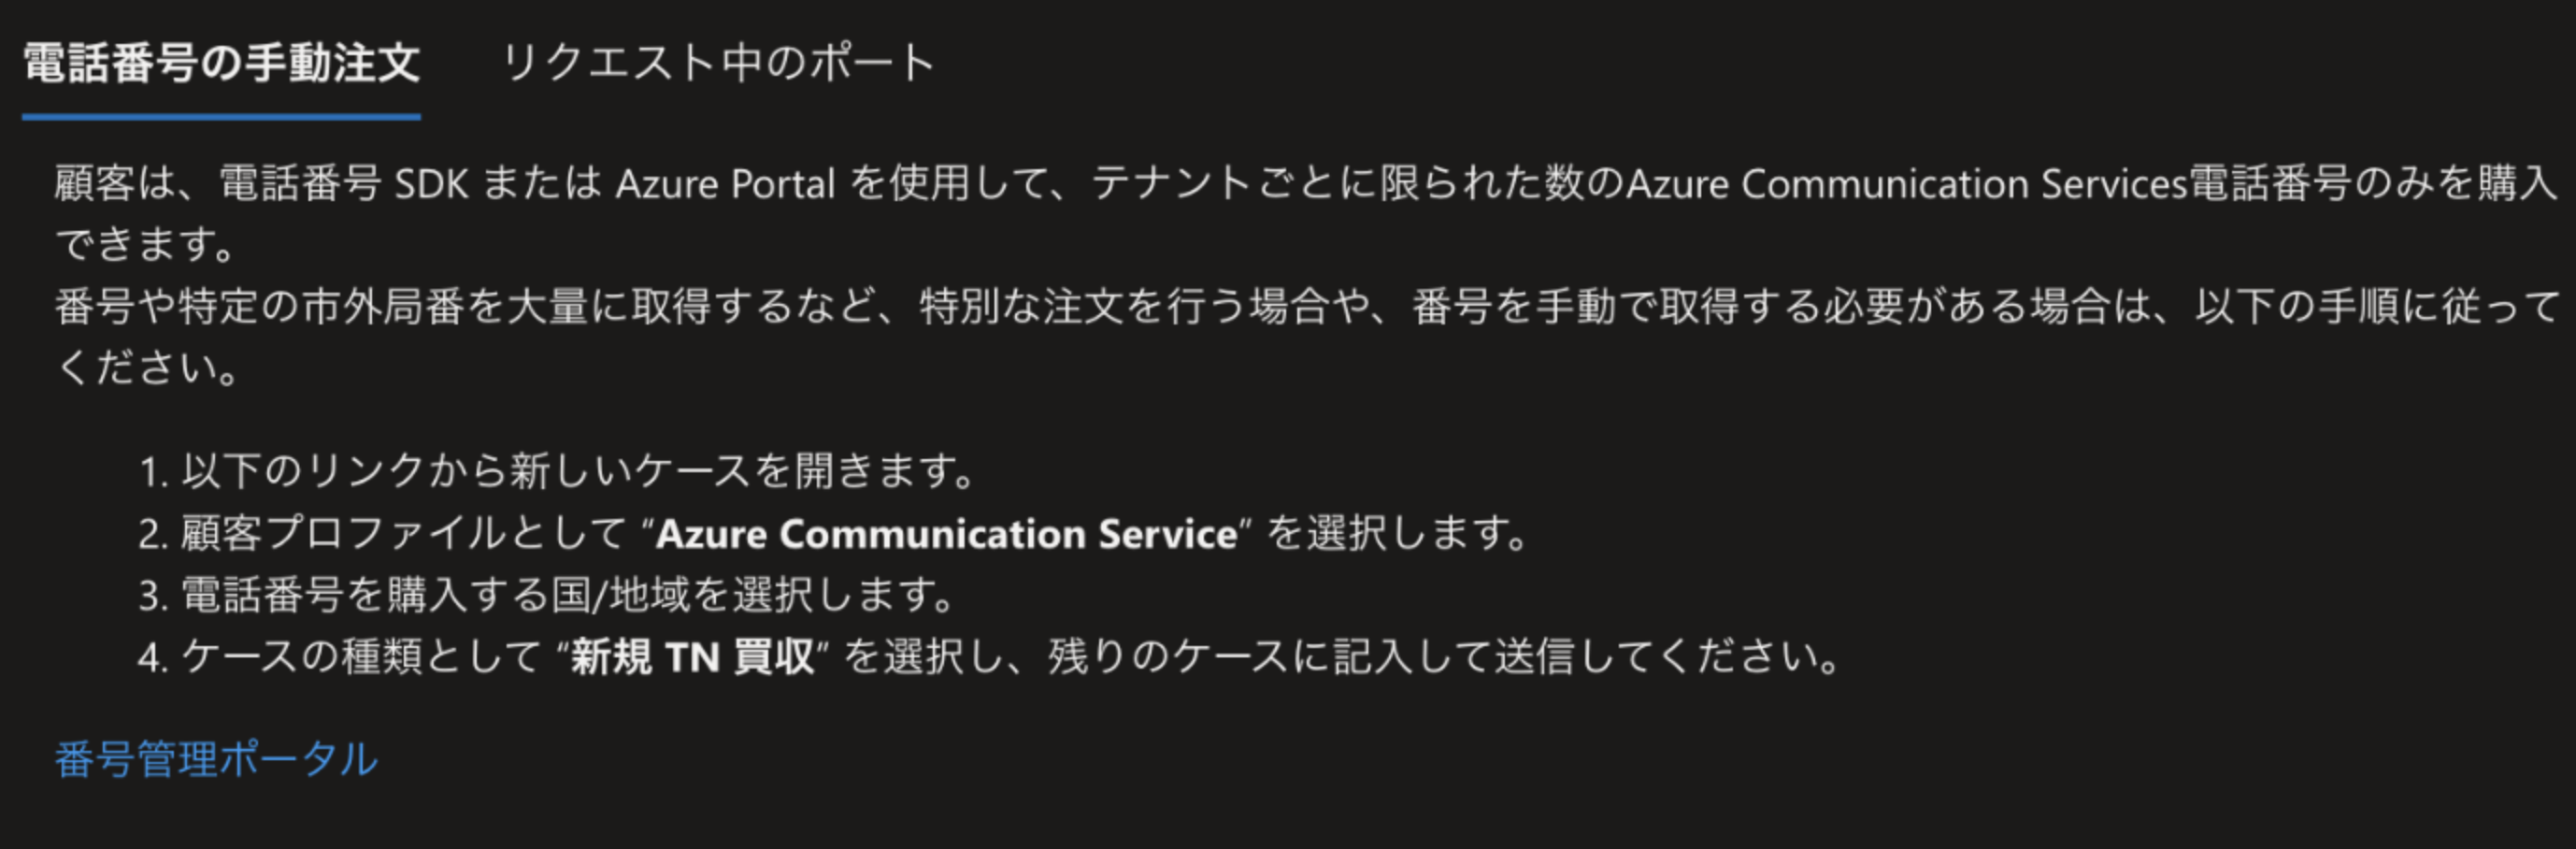 電話番号の手動注文 リクエスト中のポート
顧客は、電話番号 SDK または Azure Portal を使用して、テナントごとに限られた数のAzure Communication Services電話番号のみを購入
できます。
番号や特定の市外局番を大量に取得するなど、特別な注文を行う場合や、番号を手動で取得する必要がある場合は、以下の手順に従って
ください。
1. 以下のリンクから新しいケースを開きます。
2. 顧客プロファイルとして “Azure Communication Service” を選択します。
3. 電話番号を購入する国/地域を選択します。
4. ケースの種類として “新規 TN 買収” を選択し、残りのケースに記入して送信してください。
番号管理ポータル